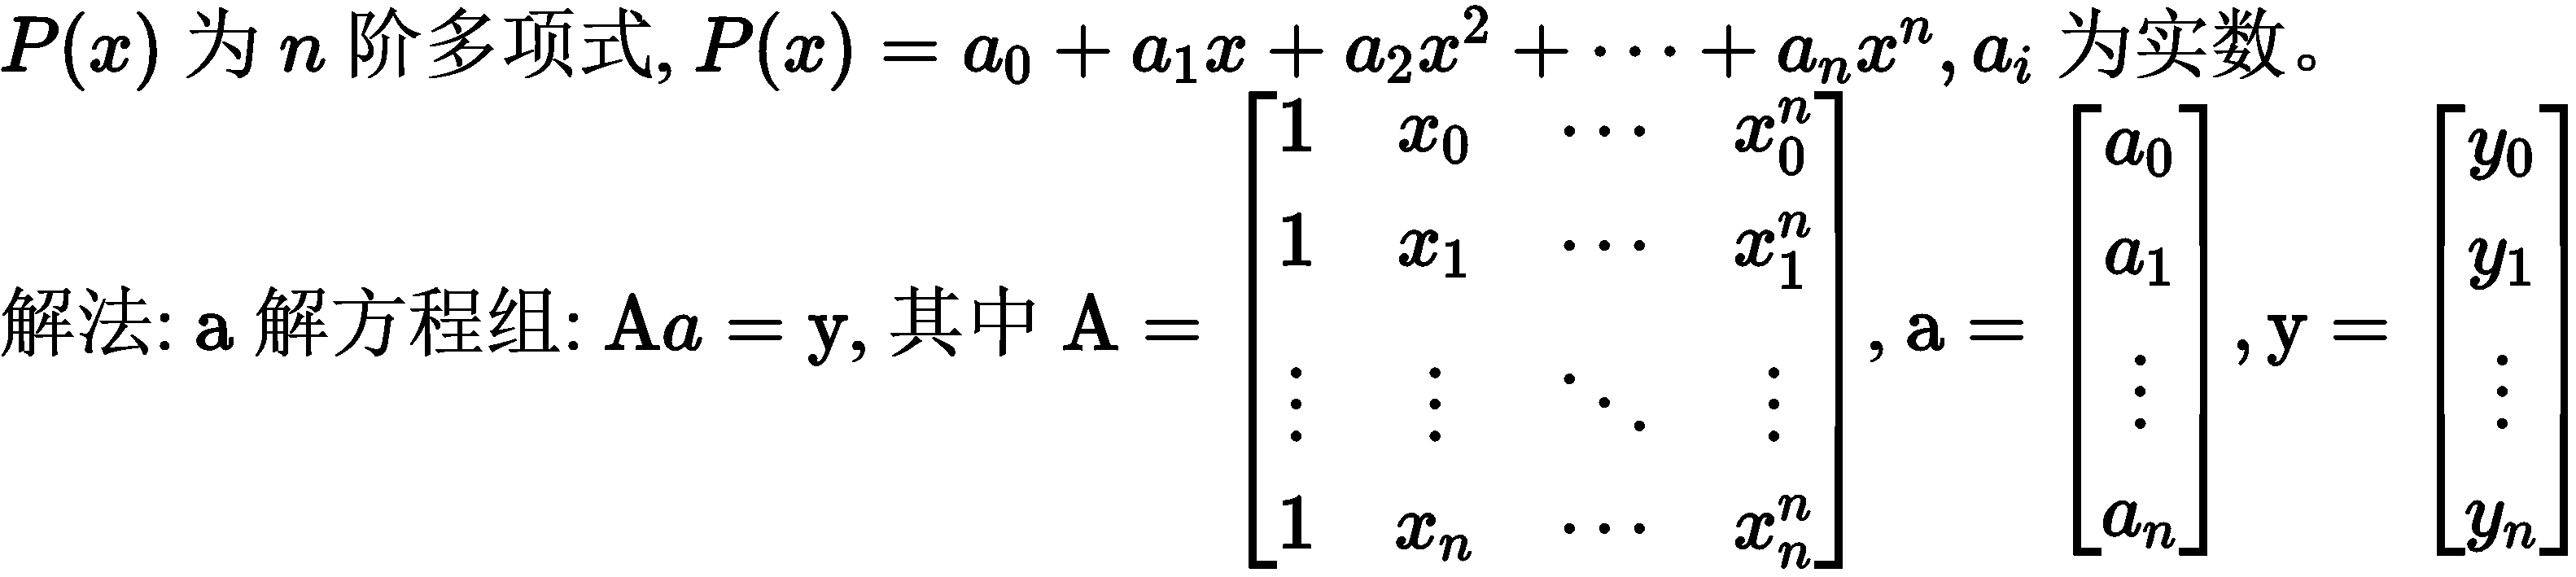 P(x) 为 n 阶多项式, P(x) = a₀ + a₁x + a₂x² + ⋯ + aₙxⁿ, aᵢ 为实数。
解法: a 解方程组: Aa = y, 其中 A = [1 x₀ ⋯ x₀ⁿ; 1 x₁ ⋯ x₁ⁿ; ⋮ ⋮ ⋱ ⋮; 1 xₙ ⋯ xₙⁿ], a = [a₀; a₁; ⋮; aₙ], y = [y₀; y₁; ⋮; yₙ]